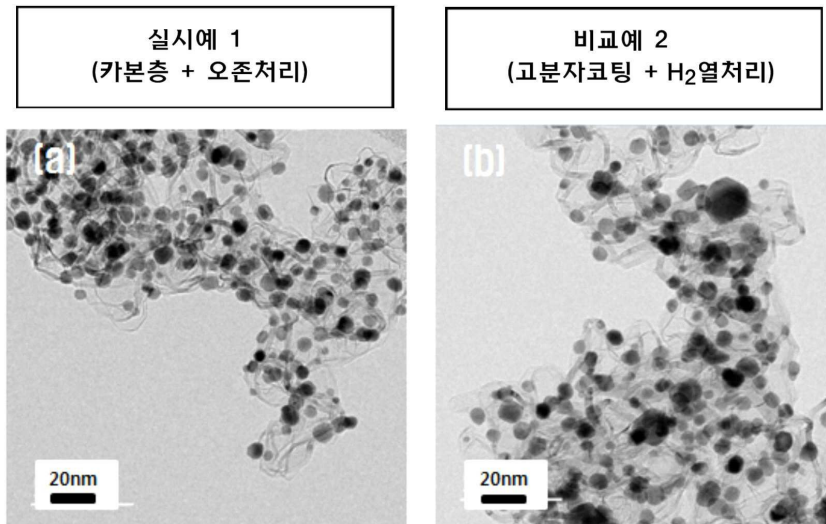 실시예 1
(카본층 + 오존처리)
비교예 2
(고분자코팅 + H₂열처리)
(a)
(b)
20nm
20nm